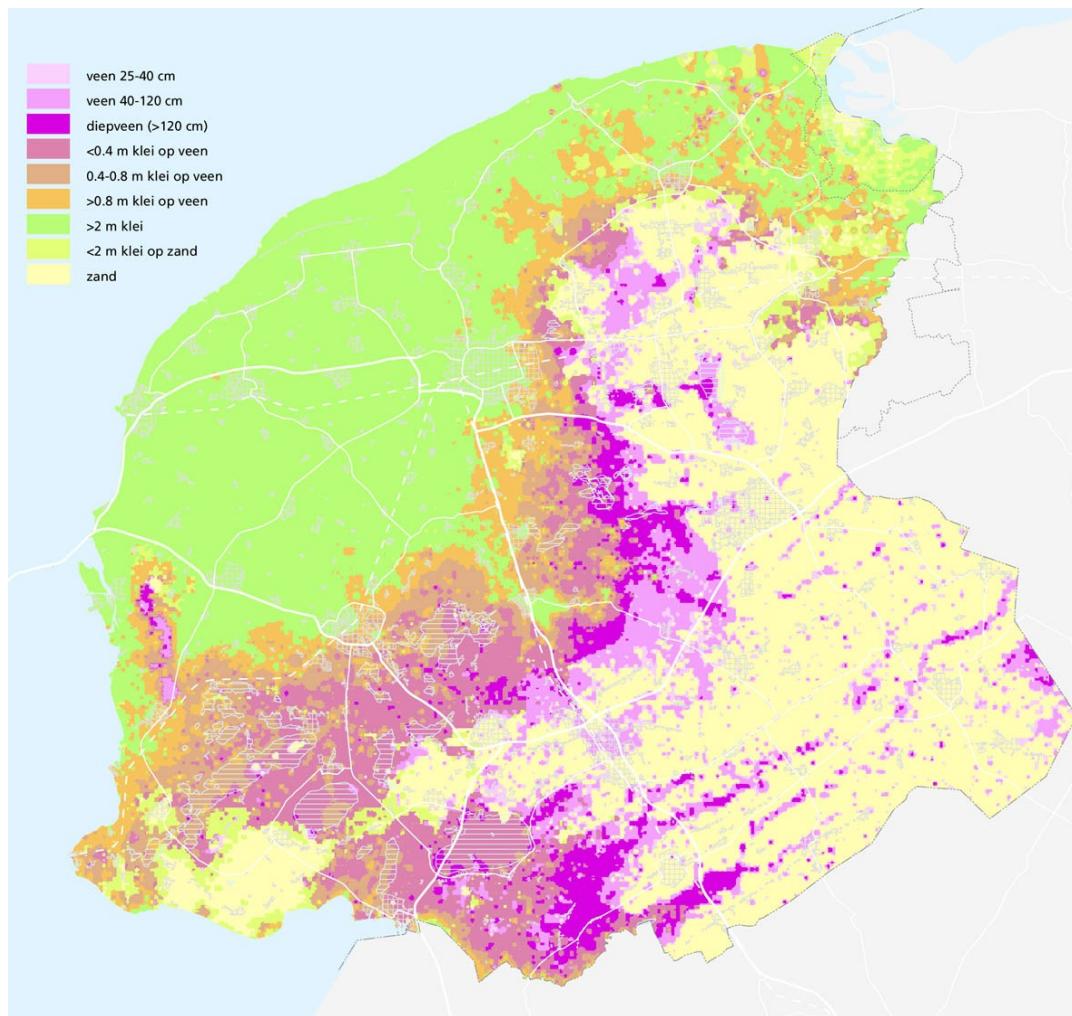 veen 25-40 cm
veen 40-120 cm
diepveen (>120 cm)
<0.4 m klei op veen
0.4-0.8 m klei op veen
>0.8 m klei op veen
>2 m klei
<2 m klei op zand
zand